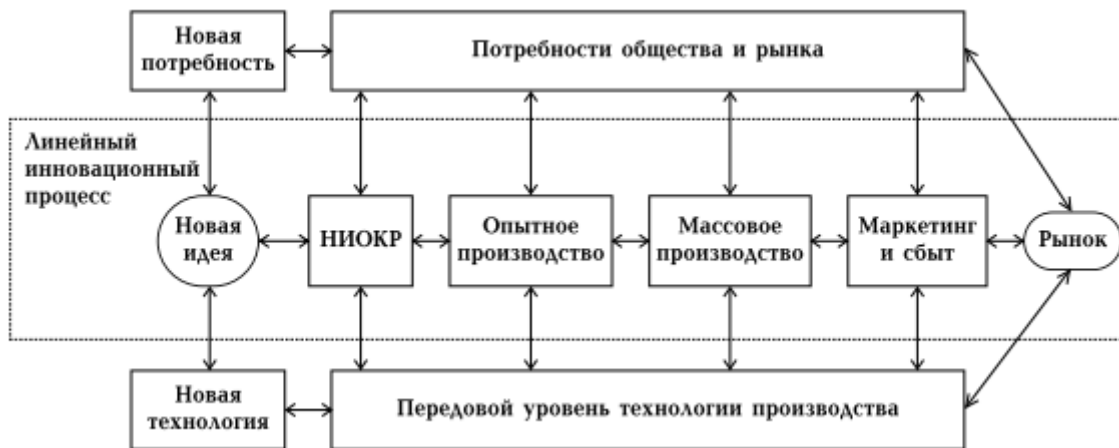 Новая
потребность
Потребности общества и рынка
Линейный
инновационный
процесс
Новая
идея
НИОКР
Опытное
производство
Массовое
производство
Маркетинг
и сбыт
Рынок
Новая
технология
Передовой уровень технологии производства